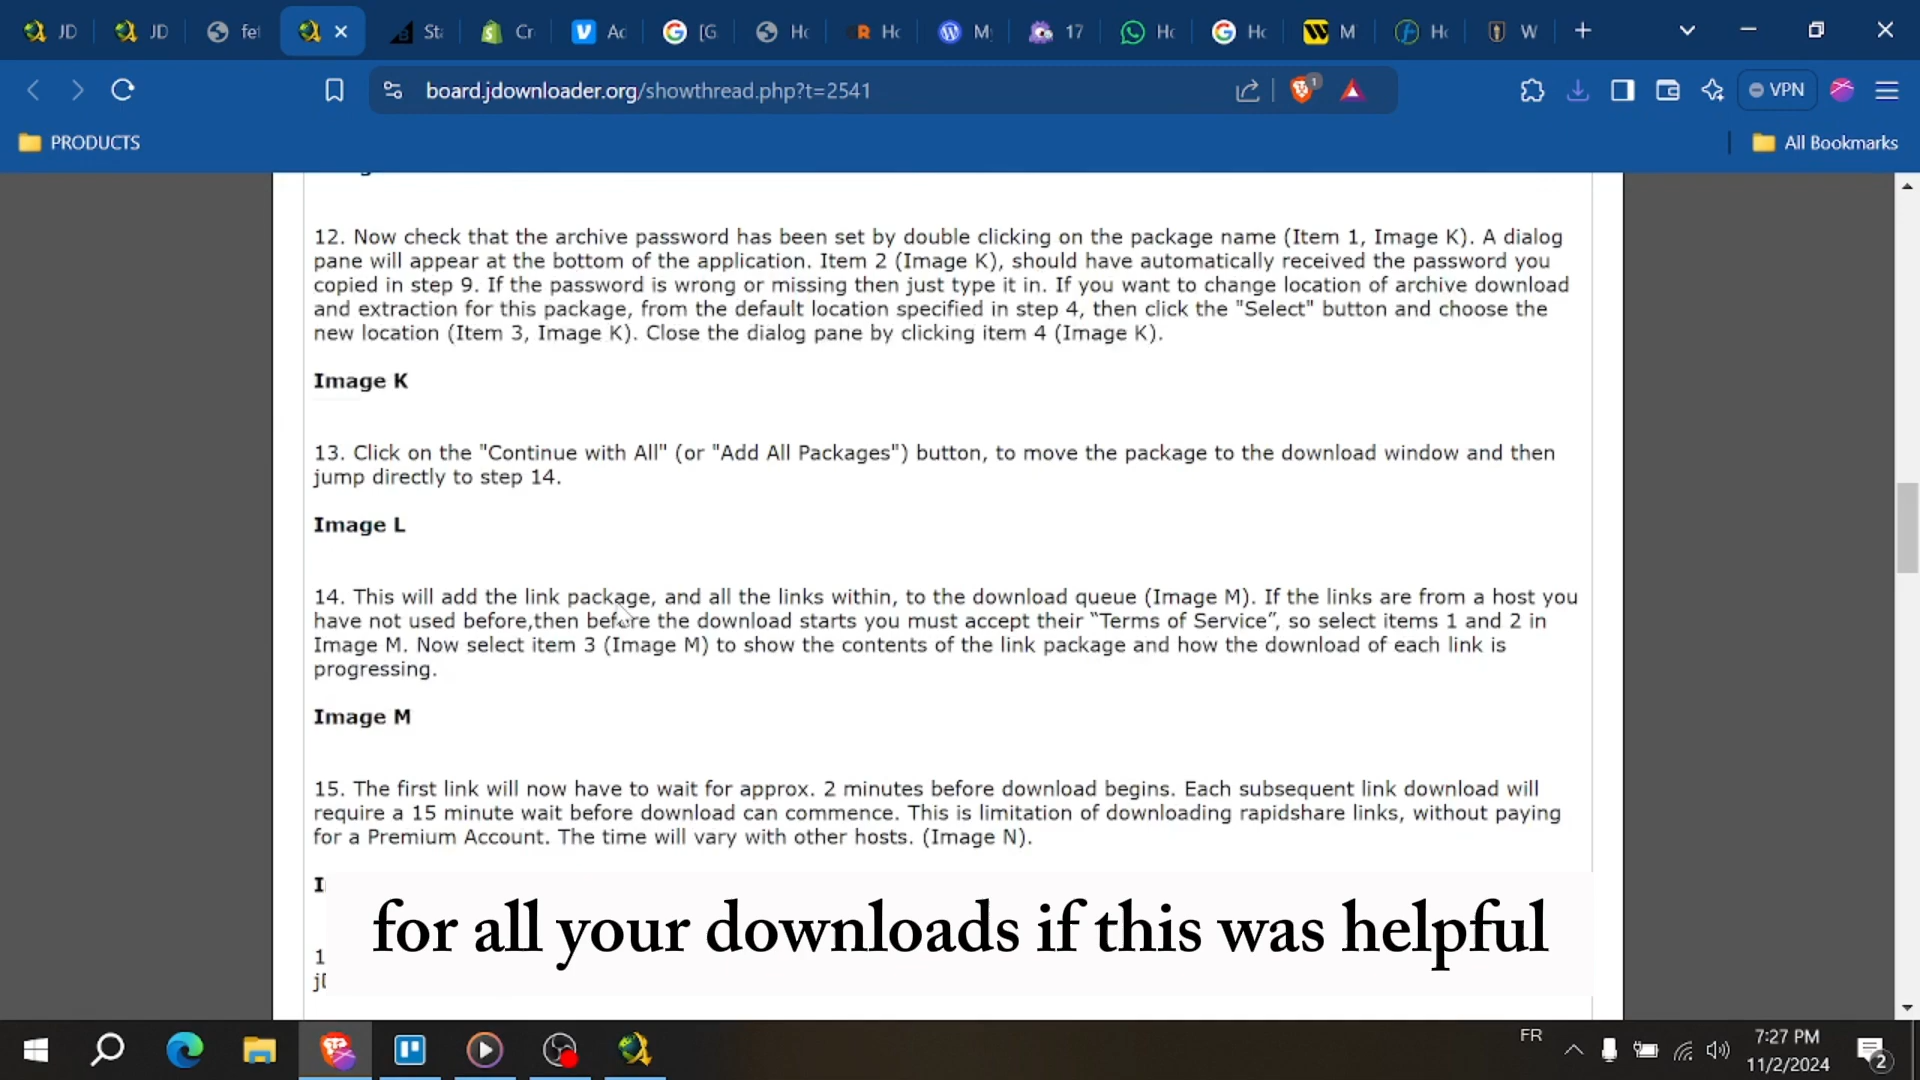 JD
JD
fe
St
Cr
Ac
[G
Ho
Ho
M
17
Ho
Ho
M
Ho
W
board.jdownloader.org/showthread.php?t=2541
1
VPN
PRODUCTS
All Bookmarks
12. Now check that the archive password has been set by double clicking on the package name (Item 1, Image K). A dialog
pane will appear at the bottom of the application. Item 2 (Image K), should have automatically received the password you
copied in step 9. If the password is wrong or missing then just type it in. If you want to change location of archive download
and extraction for this package, from the default location specified in step 4, then click the "Select" button and choose the
new location (Item 3, Image K). Close the dialog pane by clicking item 4 (Image K).
Image K
13. Click on the "Continue with All" (or "Add All Packages") button, to move the package to the download window and then
jump directly to step 14.
Image L
14. This will add the link package, and all the links within, to the download queue (Image M). If the links are from a host you
have not used before,then before the download starts you must accept their “Terms of Service”, so select items 1 and 2 in
Image M. Now select item 3 (Image M) to show the contents of the link package and how the download of each link is
progressing.
Image M
15. The first link will now have to wait for approx. 2 minutes before download begins. Each subsequent link download will
require a 15 minute wait before download can commence. This is limitation of downloading rapidshare links, without paying
for a Premium Account. The time will vary with other hosts. (Image N).
for all your downloads if this was helpful
FR
7:27 PM
11/2/2024
2